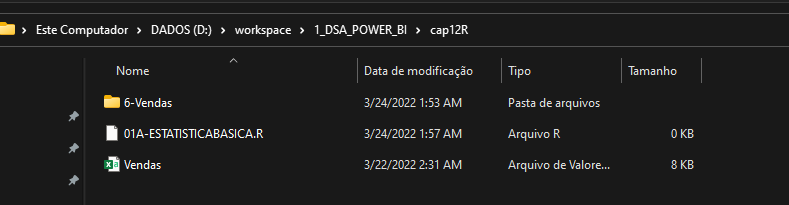 Este Computador > DADOS (D:) > workspace > 1_DSA_POWER_BI > cap12R
Nome Data de modificação Tipo Tamanho
6-Vendas 3/24/2022 1:53 AM Pasta de arquivos
01A-ESTATISTICABASICA.R 3/24/2022 1:57 AM Arquivo R 0 KB
Vendas 3/22/2022 2:31 AM Arquivo de Valore... 8 KB